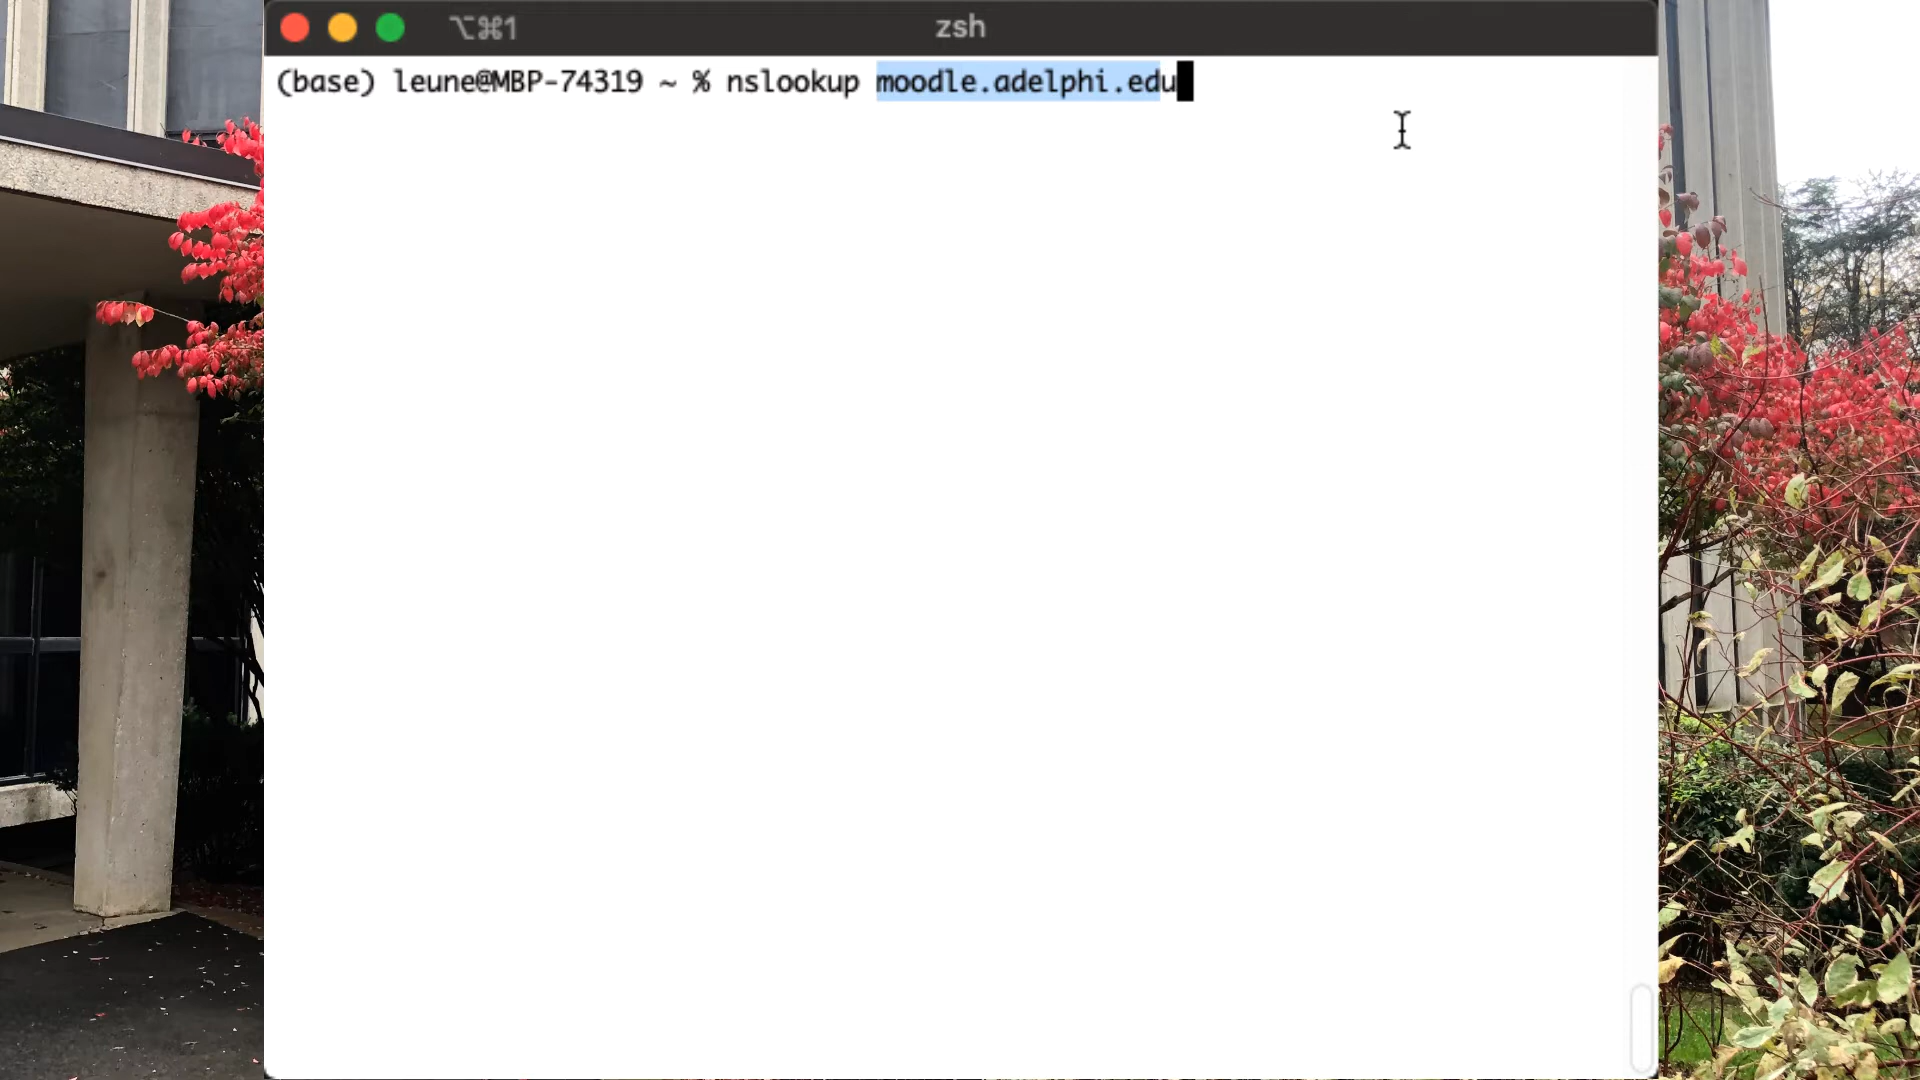 ⌥⌘1 zsh
(base) leune@MBP-74319 ~ % nslookup moodle.adelphi.edu